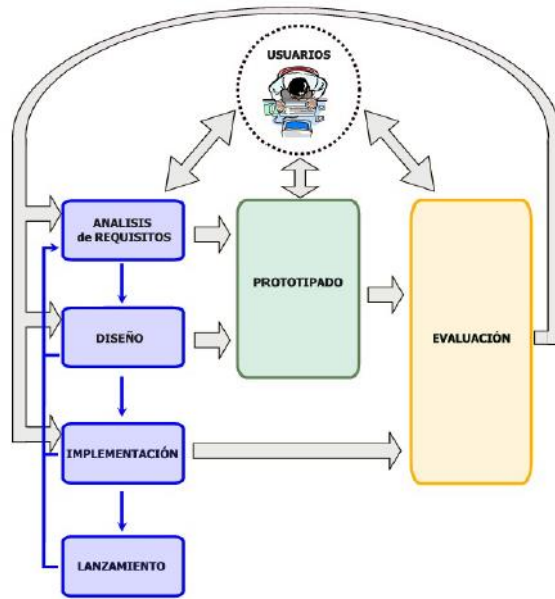 USUARIOS
ANALISIS
de REQUISITOS
PROTOTIPADO
DISEÑO
EVALUACIÓN
IMPLEMENTACIÓN
LANZAMIENTO